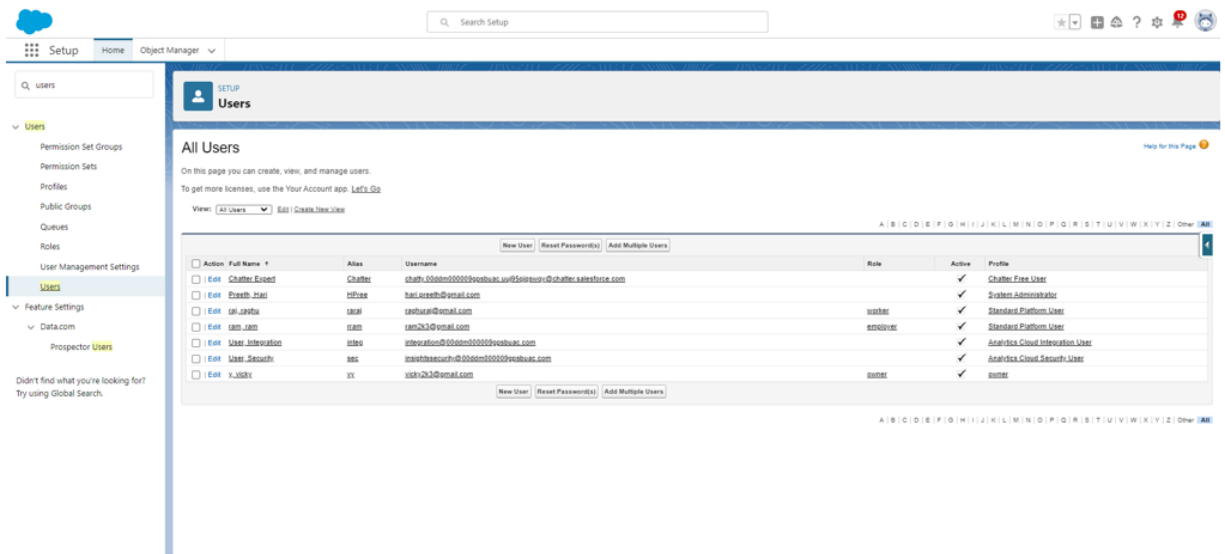 Search Setup
12
Setup Home Object Manager
users
SETUP
Users
Users
Permission Set Groups
Permission Sets
Profiles
Public Groups
Queues
Roles
User Management Settings
Users
Feature Settings
Data.com
Prospector Users
Didn't find what you're looking for?
Try using Global Search.
All Users
Help for this Page
On this page you can create, view, and manage users.
To get more licenses, use the Your Account app. Let's Go
View: All Users Edit | Create New View
A | B | C | D | E | F | G | H | I | J | K | L | M | N | O | P | Q | R | S | T | U | V | W | X | Y | Z | Other All
New User Reset Password(s) Add Multiple Users
Action Full Name ↑ Alias Username Role Active Profile
Edit Chatter Expert Chatter Chatter Free User
Edit Preeth, Hari HPree hari.preeth@gmail.com System Administrator
Edit raj, raghu raraj raghuraj@gmail.com worker Standard Platform User
Edit ram, ram rram ram2k3@gmail.com employer Standard Platform User
Edit User, Integration integ integration@00ddm000009gpsbuac.com Analytics Cloud Integration User
Edit User, Security sec insightssecurity@00ddm000009gpsbuac.com Analytics Cloud Security User
Edit v, vicky vv vicky2k3@gmail.com owner owner
New User Reset Password(s) Add Multiple Users
A | B | C | D | E | F | G | H | I | J | K | L | M | N | O | P | Q | R | S | T | U | V | W | X | Y | Z | Other All